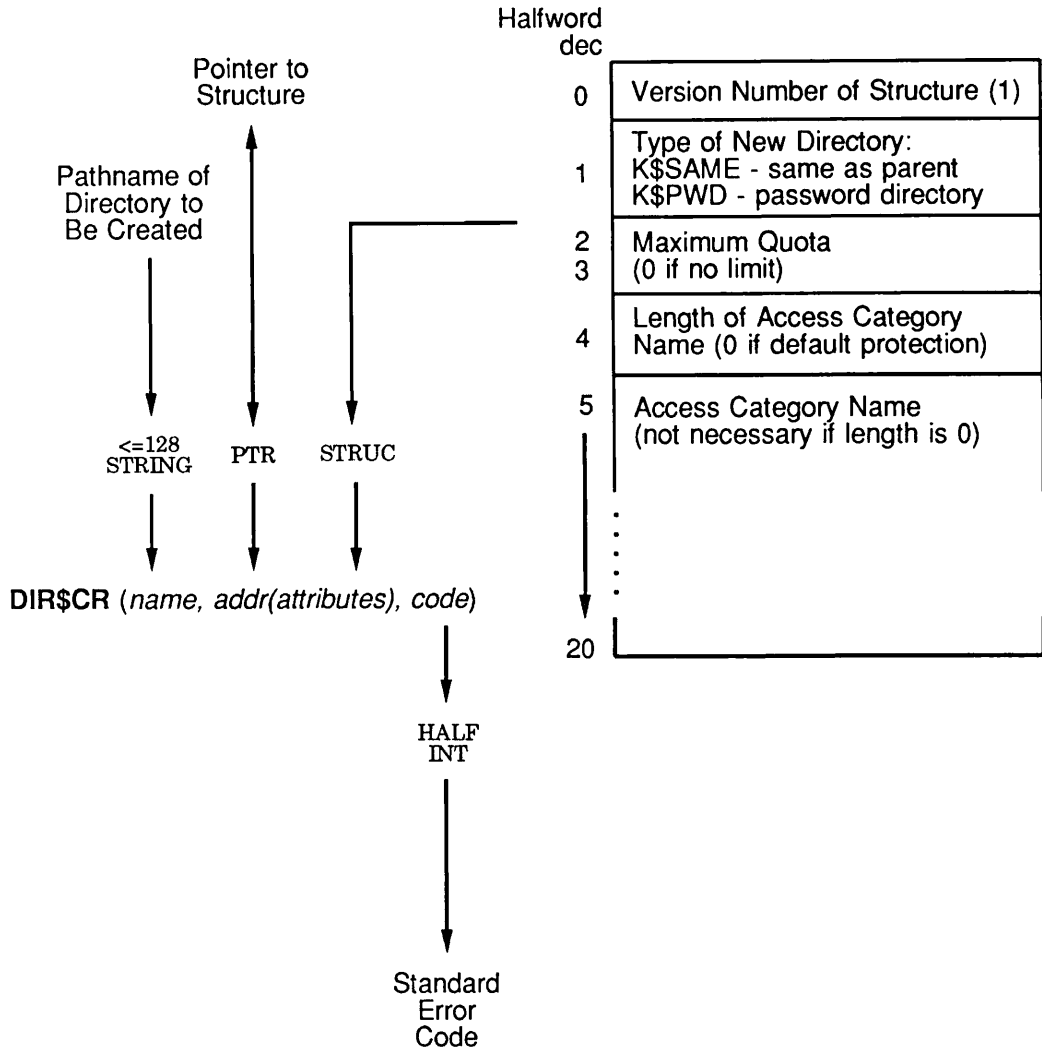 Halfword
dec
Pointer to
Structure
Pathname of
Directory to
Be Created
<=128
STRING
PTR
STRUC
DIR$CR (name, addr(attributes), code)
HALF
INT
Standard
Error
Code
0
Version Number of Structure (1)
1
Type of New Directory:
K$SAME - same as parent
K$PWD - password directory
2
Maximum Quota
3
(0 if no limit)
4
Length of Access Category
Name (0 if default protection)
5
Access Category Name
(not necessary if length is 0)
20